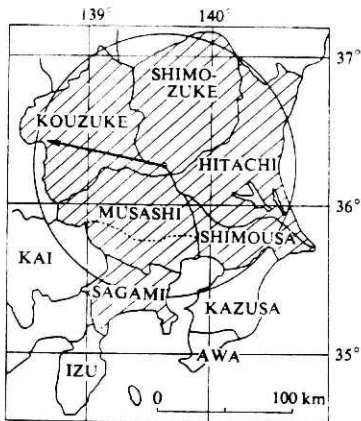 139° 140°
37°
SHIMO-
ZUKE
KOUZUKE
HITACHI
36°
MUSASHI
SHIMOUSA
KAI
SAGAMI
KAZUSA
35°
AWA
IZU
0 100 km